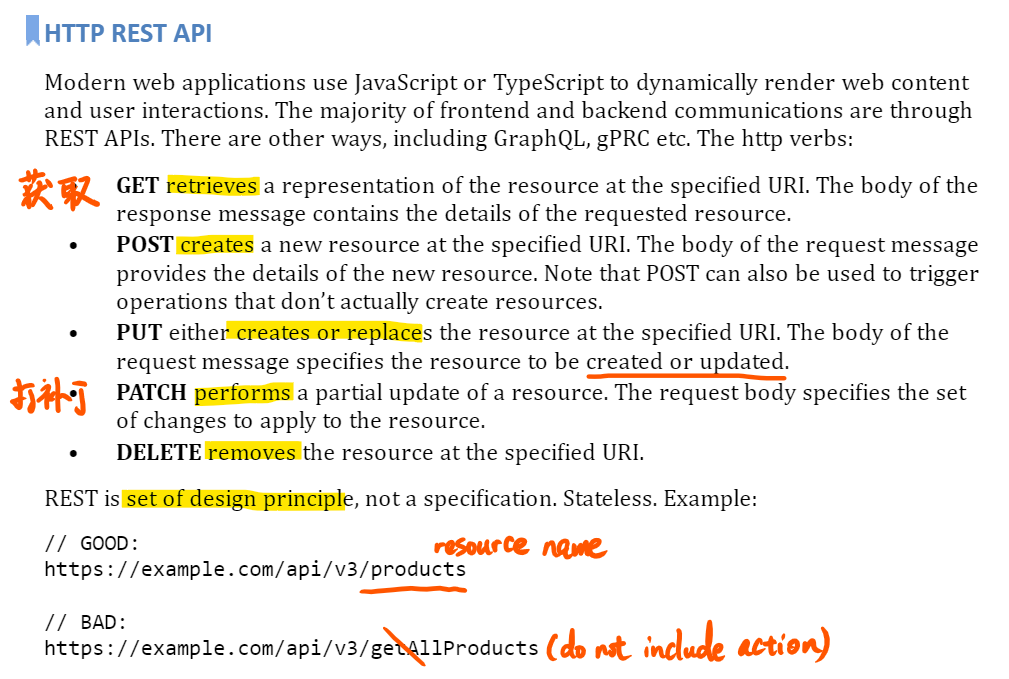 HTTP REST API
Modern web applications use JavaScript or TypeScript to dynamically render web content
and user interactions. The majority of frontend and backend communications are through
REST APIs. There are other ways, including GraphQL, gPRC etc. The http verbs:
获取
• GET retrieves a representation of the resource at the specified URI. The body of the
response message contains the details of the requested resource.
• POST creates a new resource at the specified URI. The body of the request message
provides the details of the new resource. Note that POST can also be used to trigger
operations that don’t actually create resources.
• PUT either creates or replaces the resource at the specified URI. The body of the
request message specifies the resource to be created or updated.
打补丁
• PATCH performs a partial update of a resource. The request body specifies the set
of changes to apply to the resource.
• DELETE removes the resource at the specified URI.
REST is set of design principle, not a specification. Stateless. Example:
// GOOD:
resource name
https://example.com/api/v3/products
// BAD:
https://example.com/api/v3/getAllProducts (do not include action)